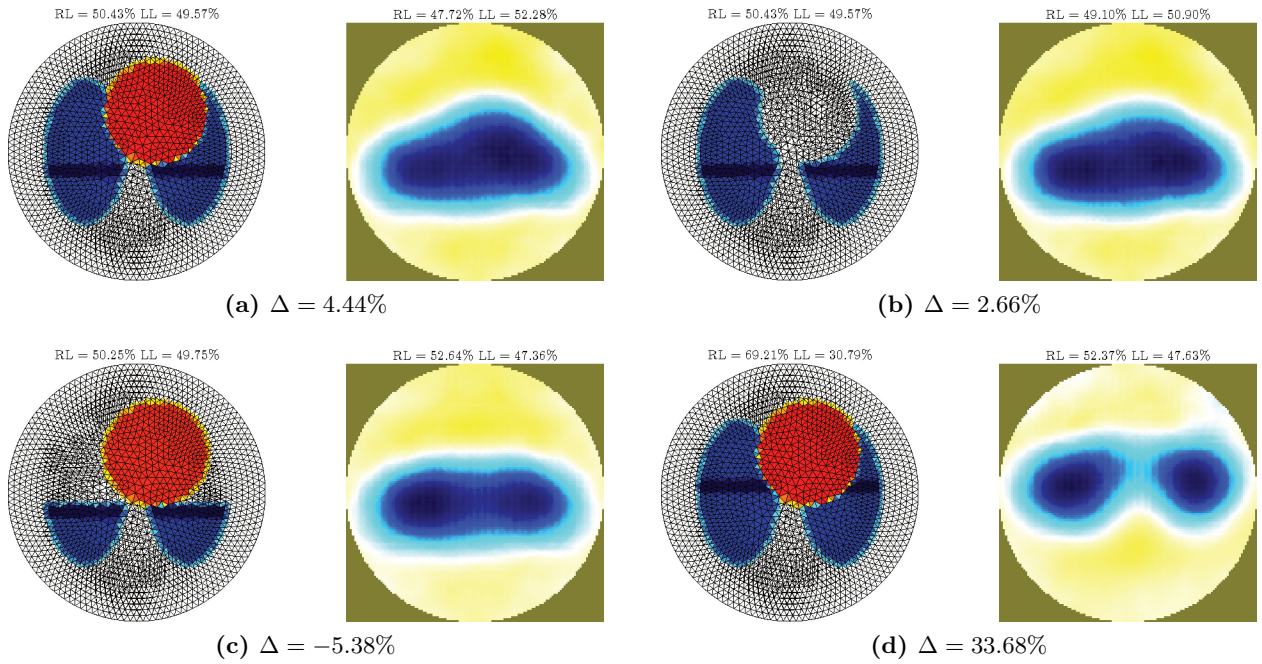 RL = 50.43% LL = 49.57%
RL = 47.72% LL = 52.28%
RL = 50.43% LL = 49.57%
RL = 49.10% LL = 50.90%
(a) Δ = 4.44%
(b) Δ = 2.66%
RL = 50.25% LL = 49.75%
RL = 52.64% LL = 47.36%
RL = 69.21% LL = 30.79%
RL = 52.37% LL = 47.63%
(c) Δ = −5.38%
(d) Δ = 33.68%